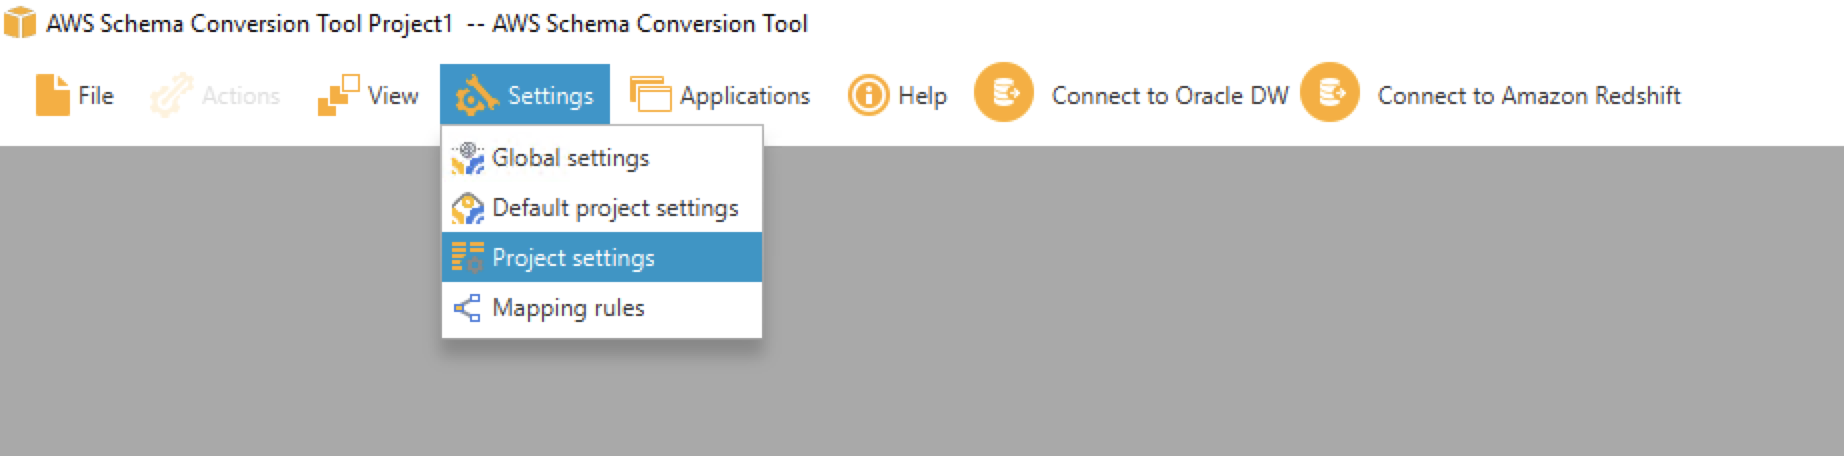 AWS Schema Conversion Tool Project1 -- AWS Schema Conversion Tool
File Actions View Settings Applications Help Connect to Oracle DW Connect to Amazon Redshift
Global settings
Default project settings
Project settings
Mapping rules